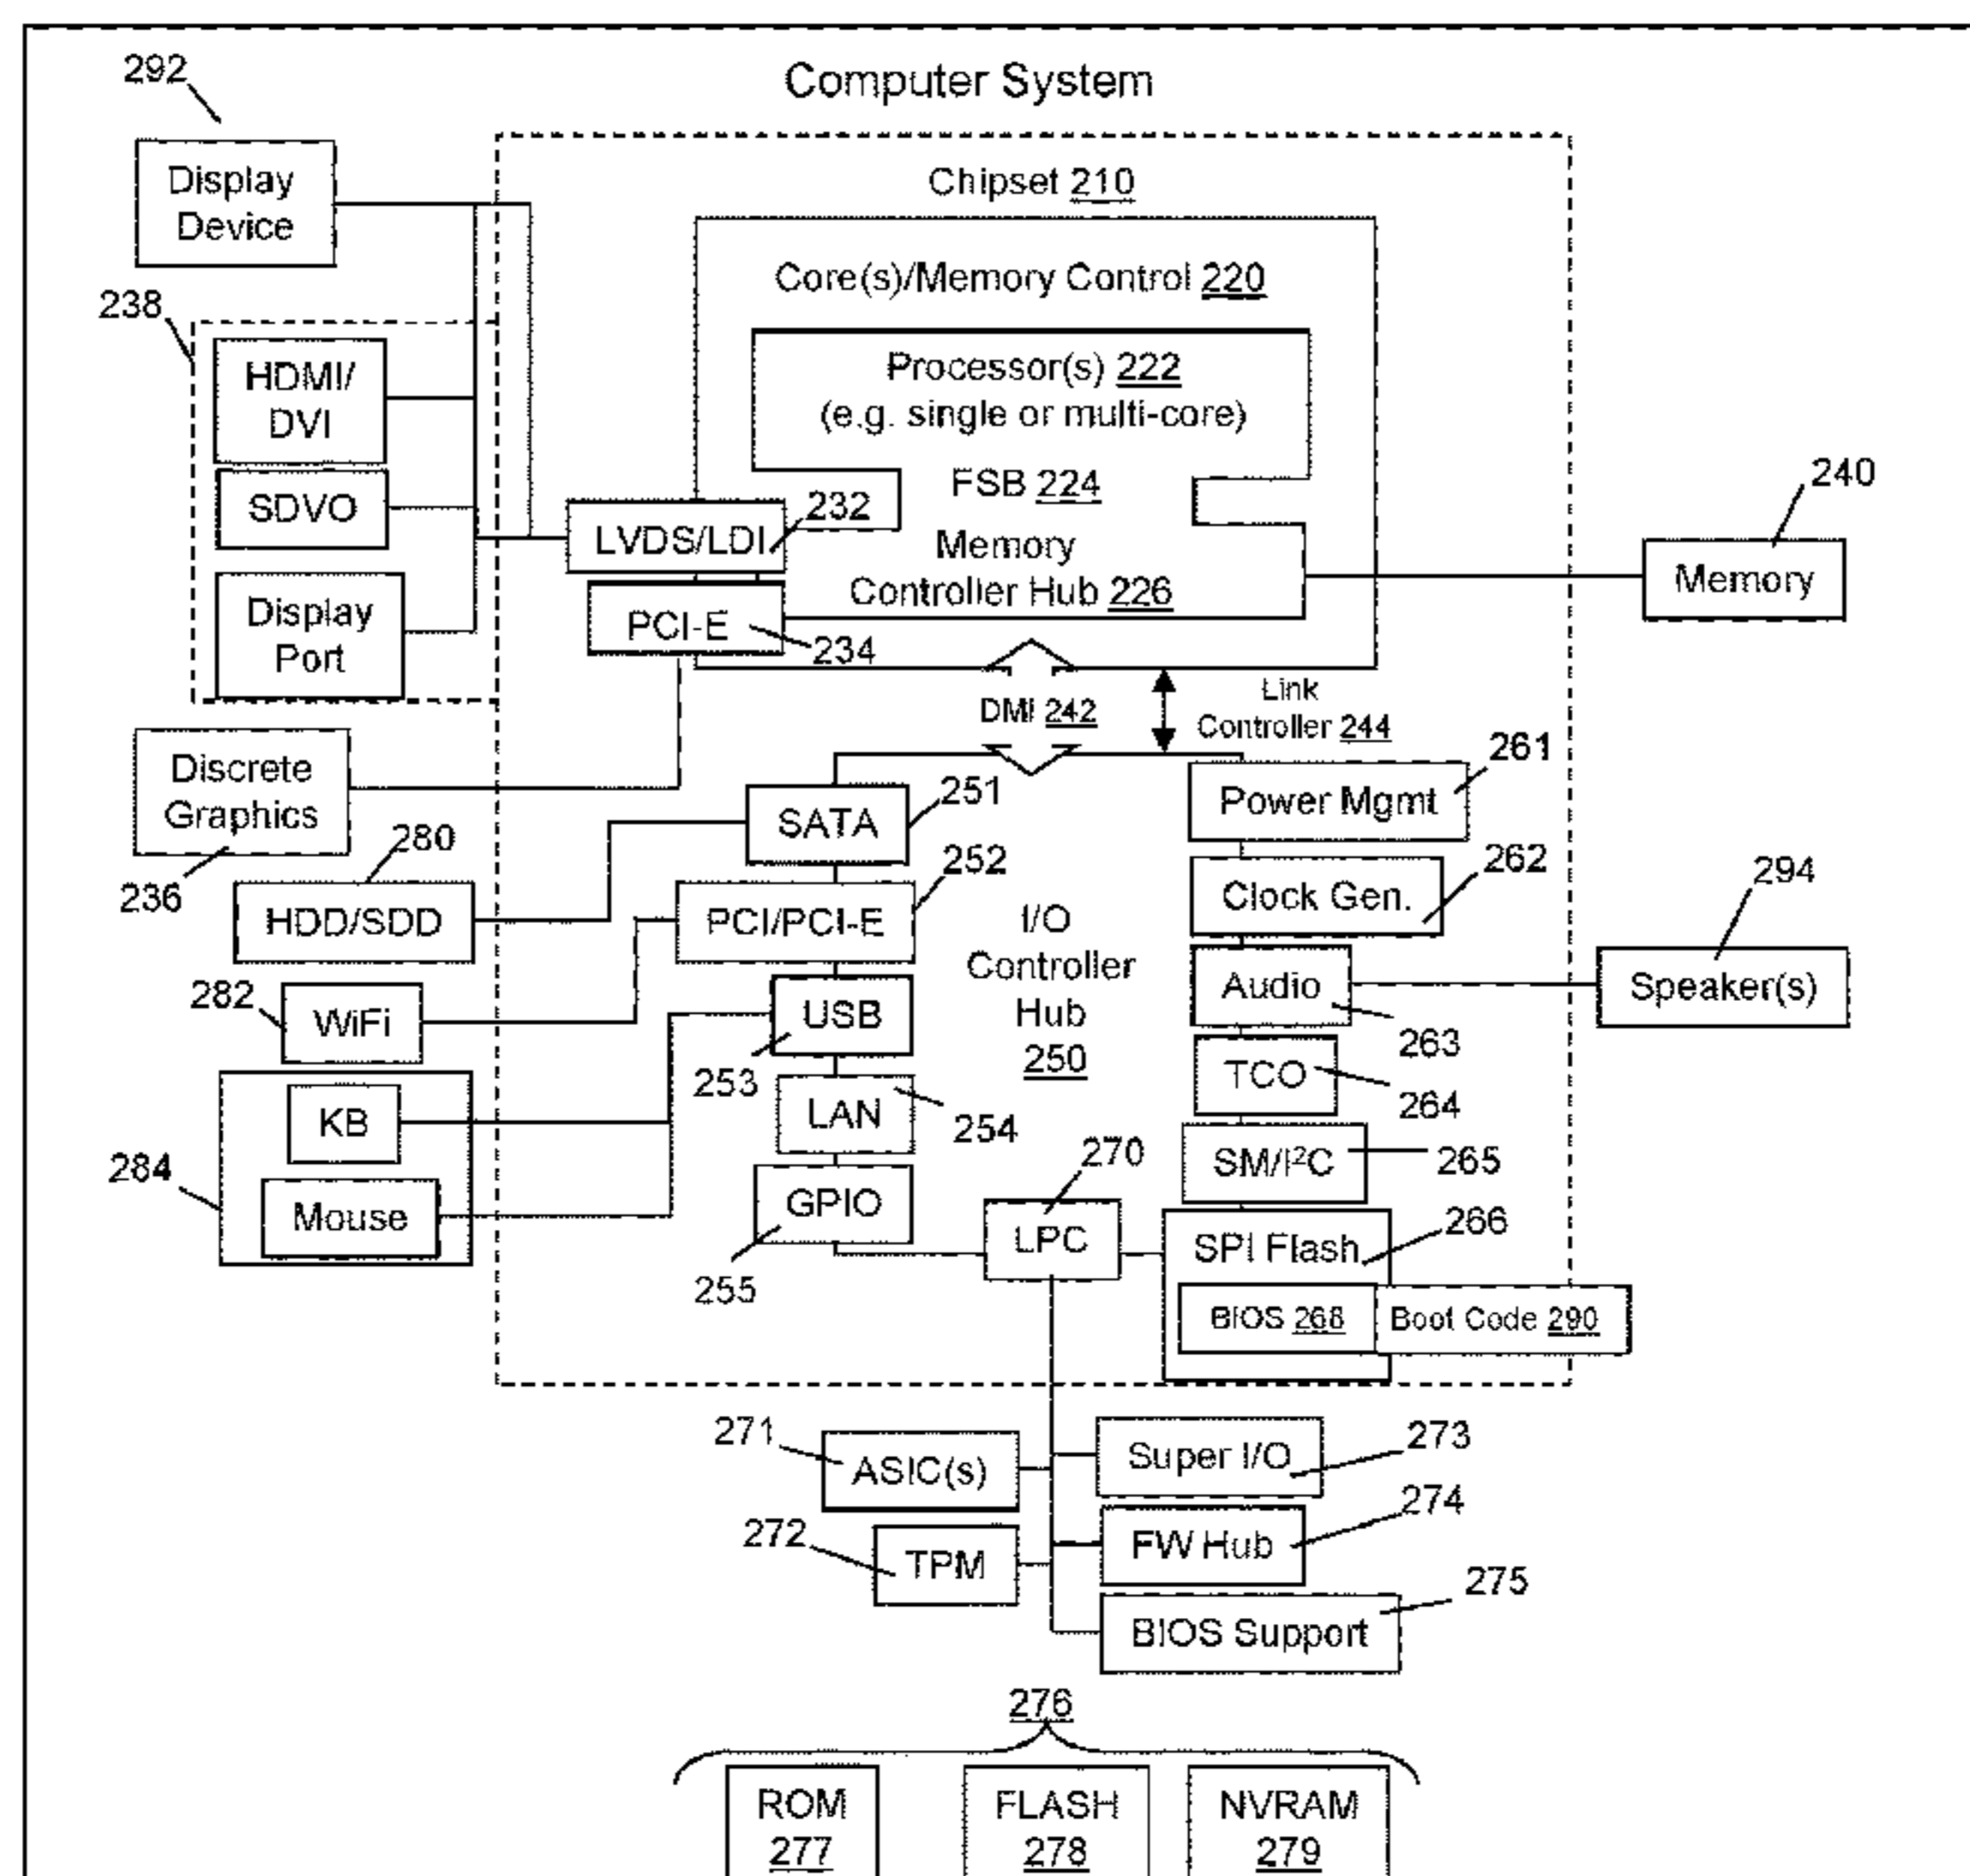 Computer System
292
Display
Device
Chipset 210
Core(s)/Memory Control 220
238
HDMI/
DVI
SDVO
Display
Port
Processor(s) 222
(e.g. single or multi-core)
FSB 224
232
LVDS/LDI
Memory
Controller Hub 226
PCI-E
234
240
Memory
DMI 242
Link
Controller 244
Discrete
Graphics
236
261
Power Mgmt
251
SATA
280
HDD/SDD
252
PCI/PCI-E
262
Clock Gen.
294
Speaker(s)
I/O
Controller
Hub
250
Audio
263
282
WiFi
USB
253
TCO
264
284
KB
Mouse
LAN
254
SM/I²C
265
GPIO
255
270
LPC
266
SPI Flash
BIOS 268
Boot Code 290
271
ASIC(s)
Super I/O
273
272
TPM
FW Hub
274
275
BIOS Support
276
ROM
277
FLASH
278
NVRAM
279